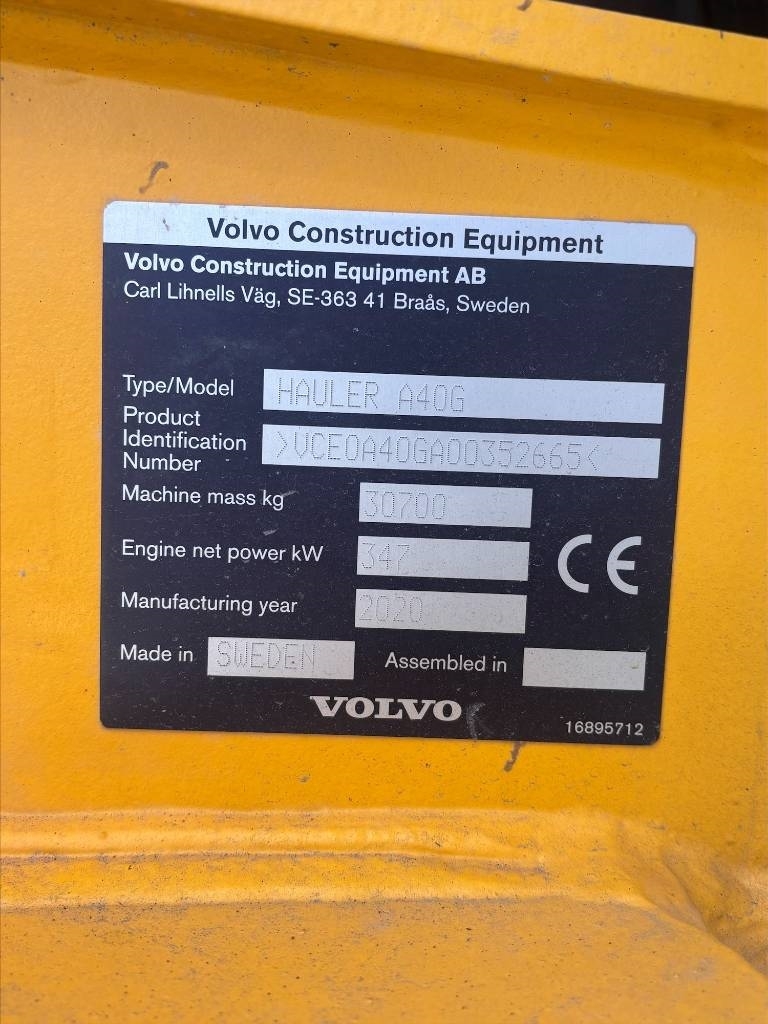 Volvo Construction Equipment
Volvo Construction Equipment AB
Carl Lihnells Väg, SE-363 41 Braås, Sweden
Type/Model HAULER A40G
Product
Identification
Number >VCE0A40GA00352665<
Machine mass kg 30700
Engine net power kW 347
CE
Manufacturing year 2020
Made in SWEDEN Assembled in
VOLVO
16895712